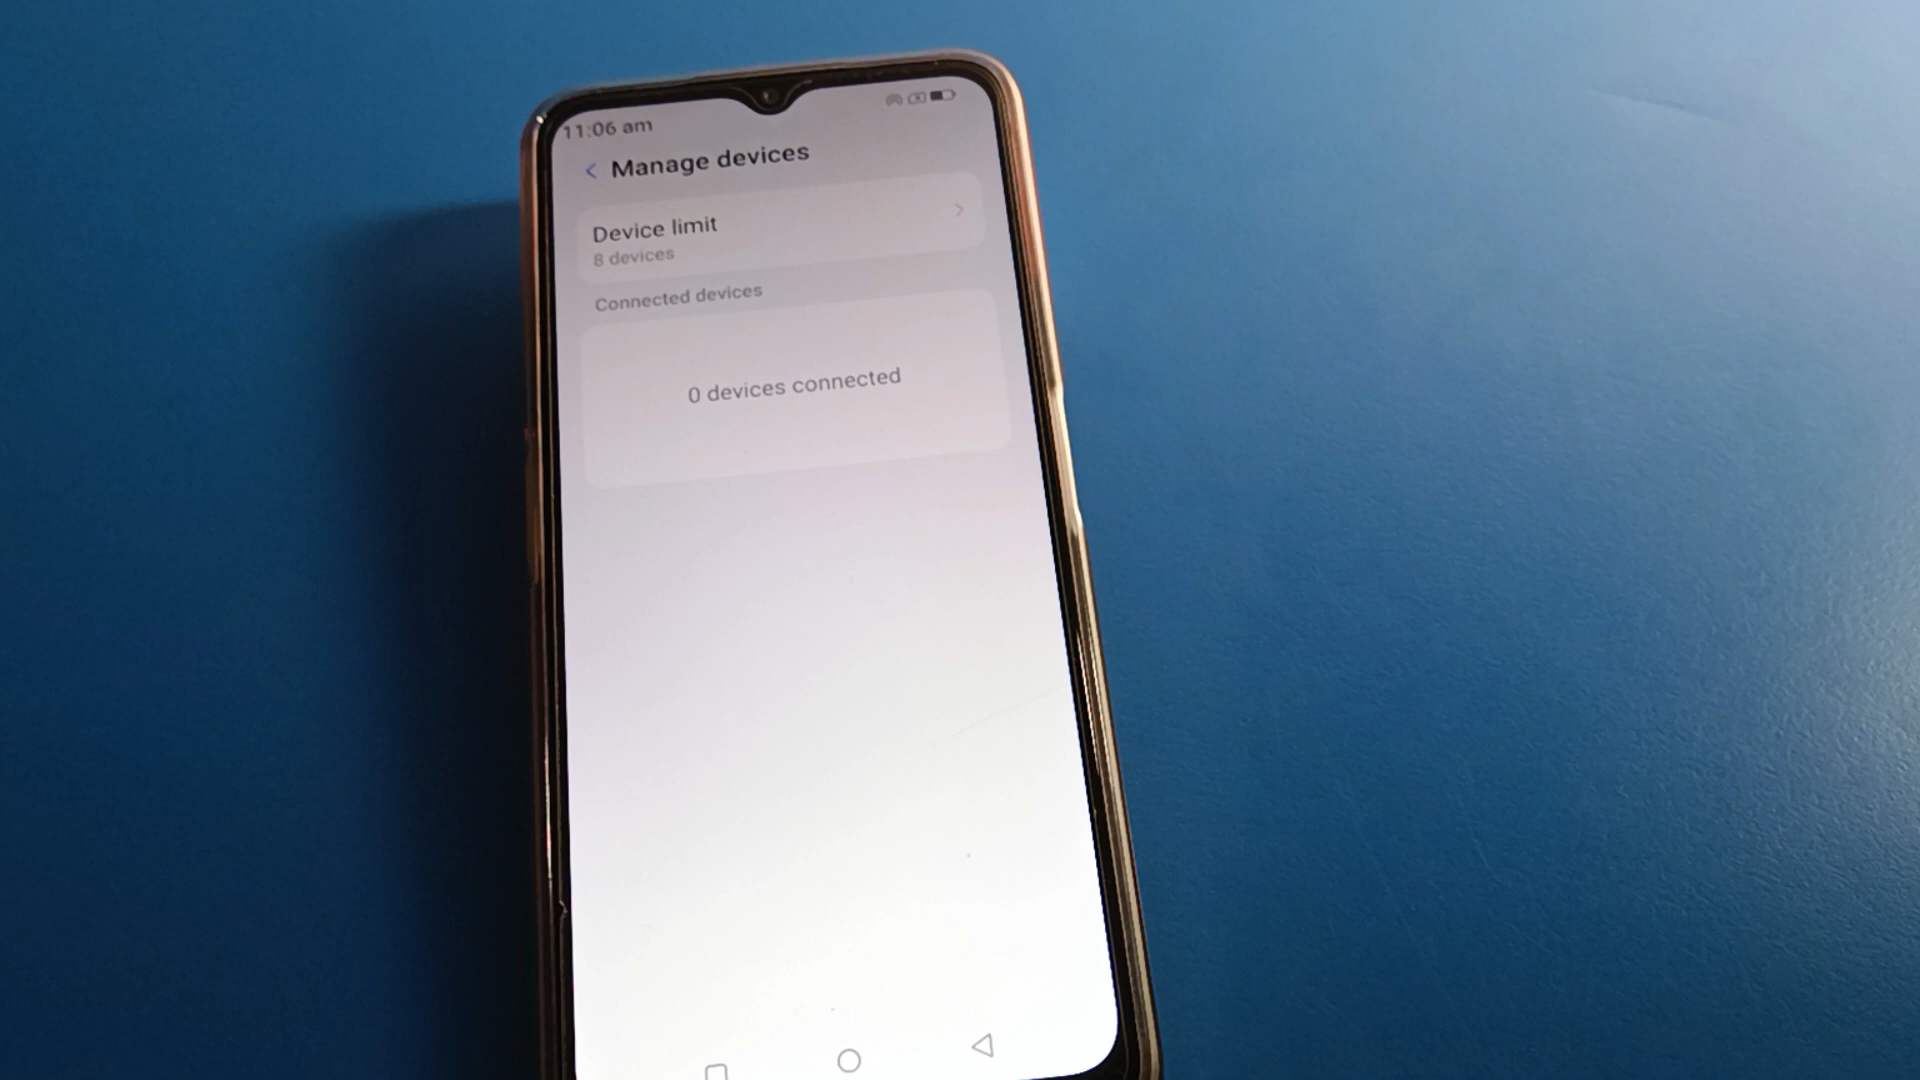 11:06 am
Manage devices
Device limit
8 devices
Connected devices
0 devices connected